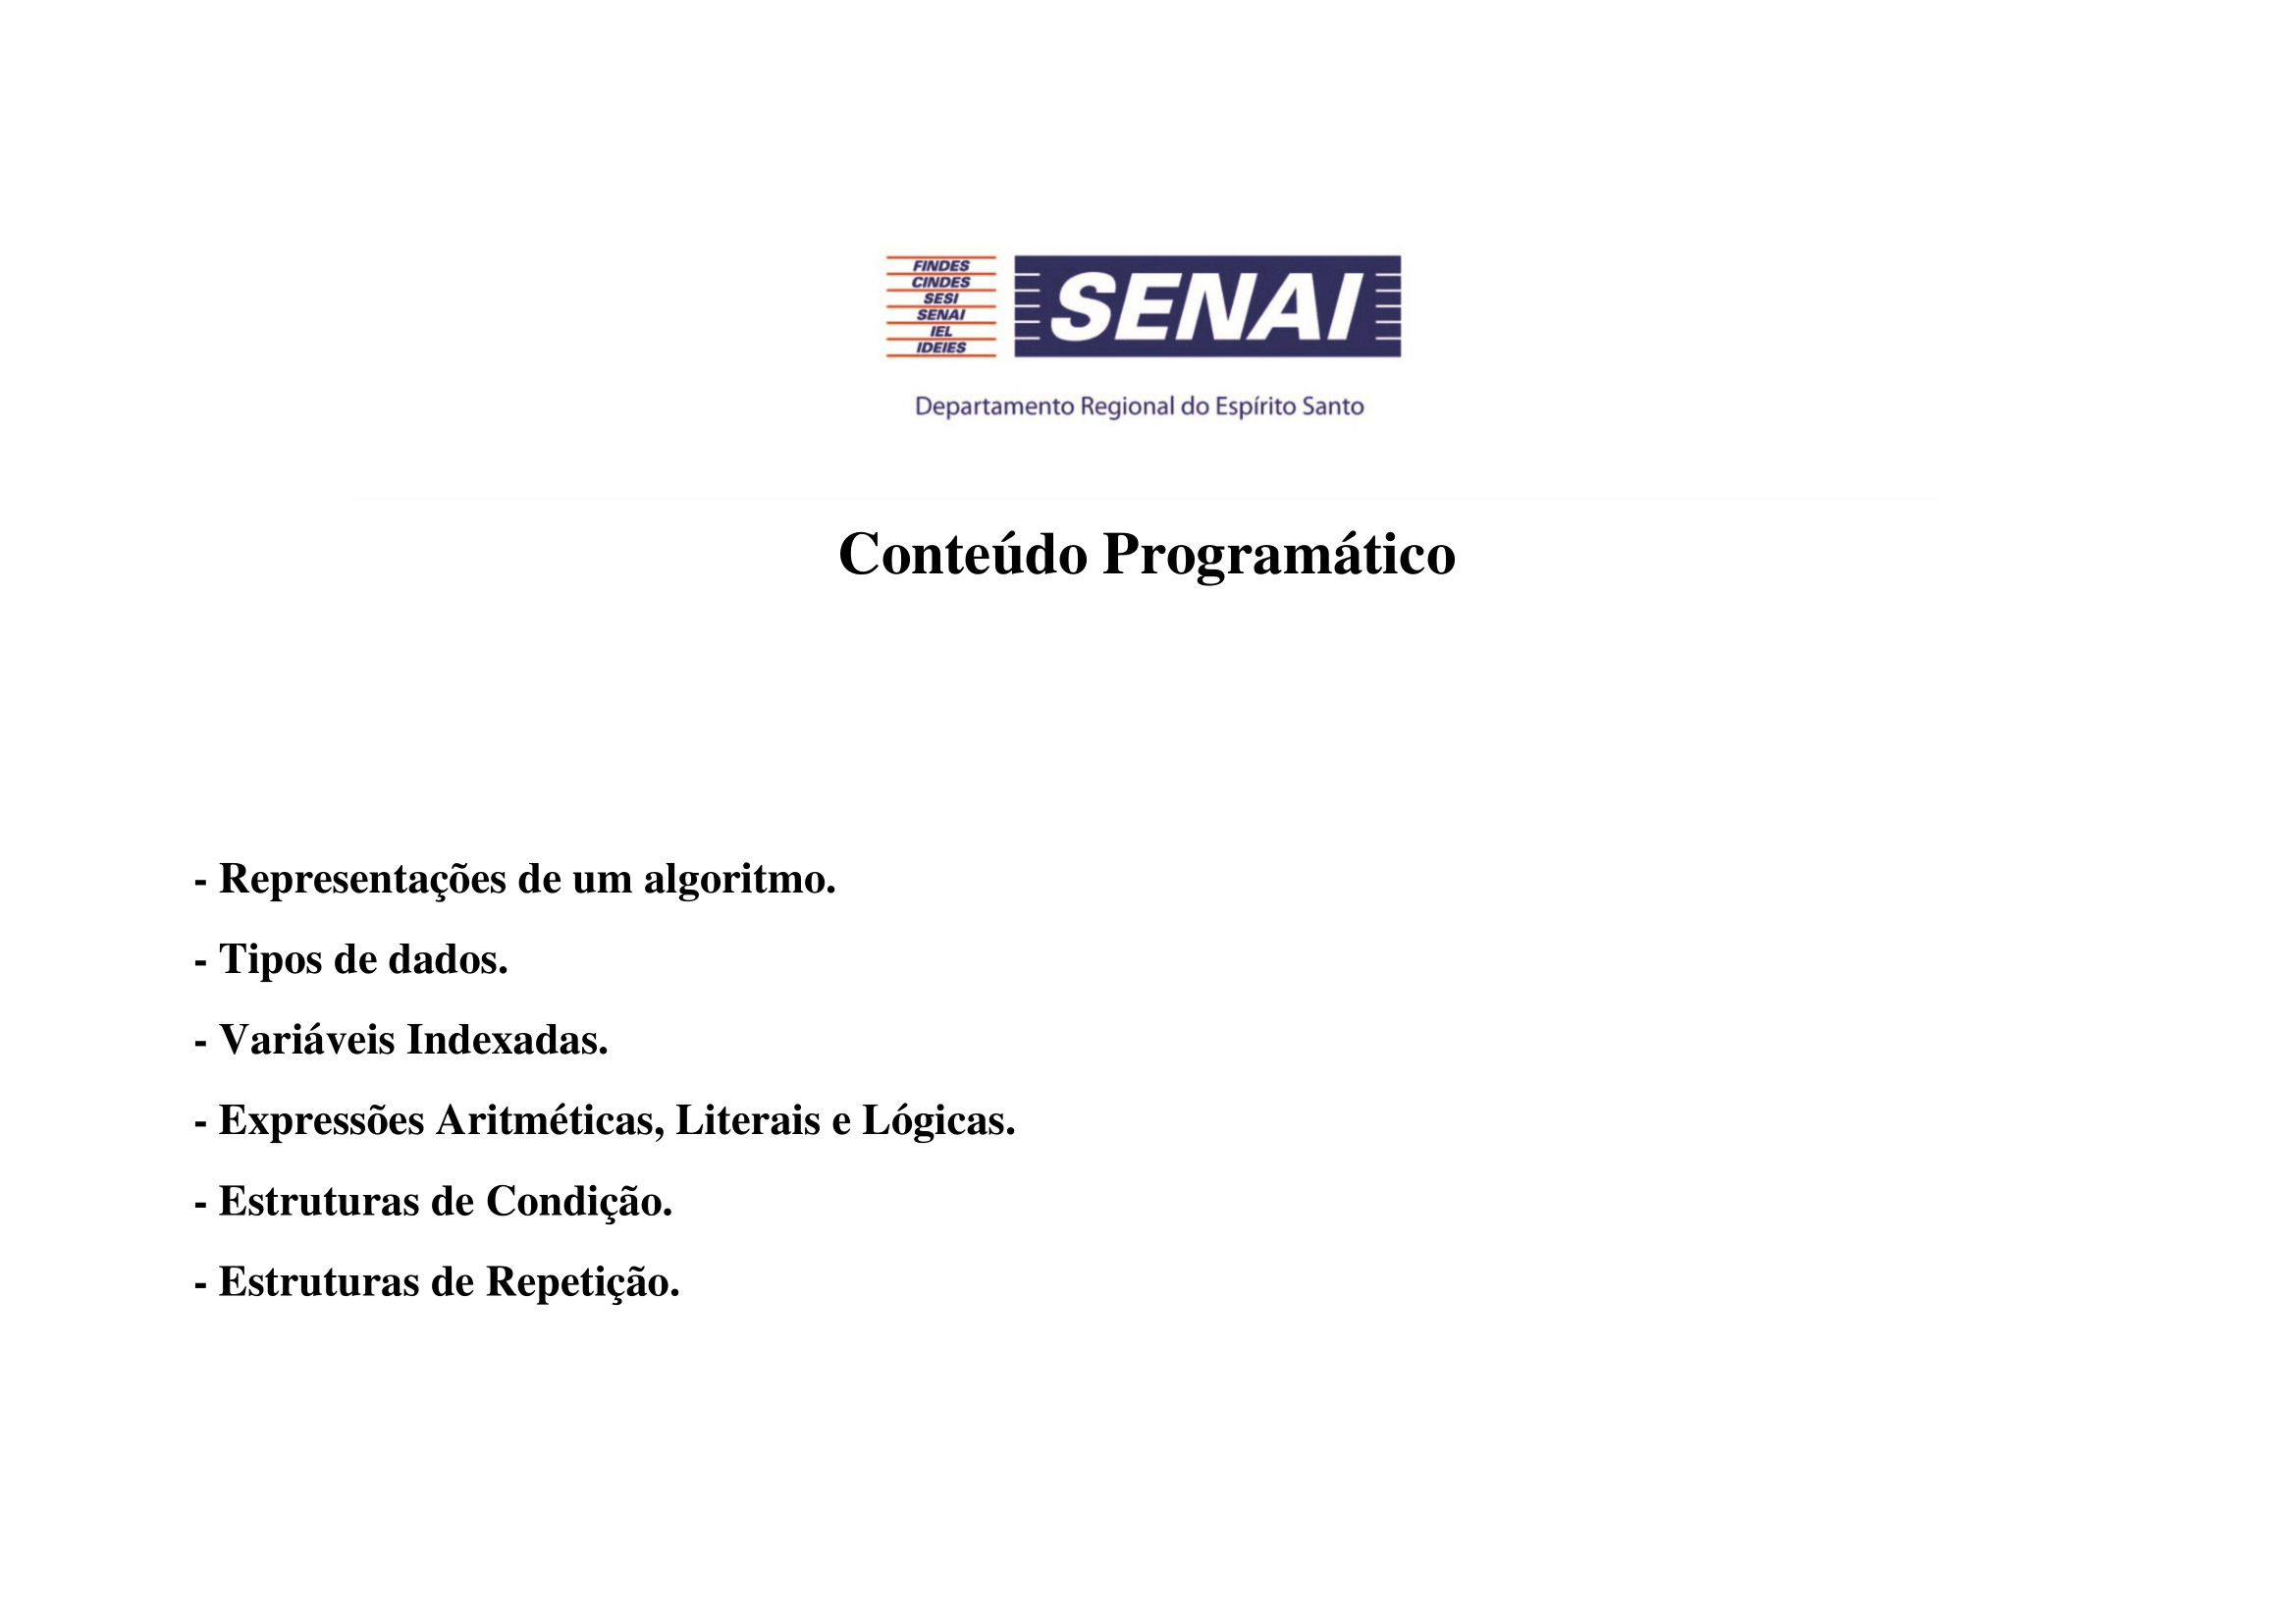 FINDES
CINDES
SESI
SENAI
IEL
IDEIES
SENAI
Departamento Regional do Espírito Santo
Conteúdo Programático
- Representações de um algoritmo.
- Tipos de dados.
- Variáveis Indexadas.
- Expressões Aritméticas, Literais e Lógicas.
- Estruturas de Condição.
- Estruturas de Repetição.